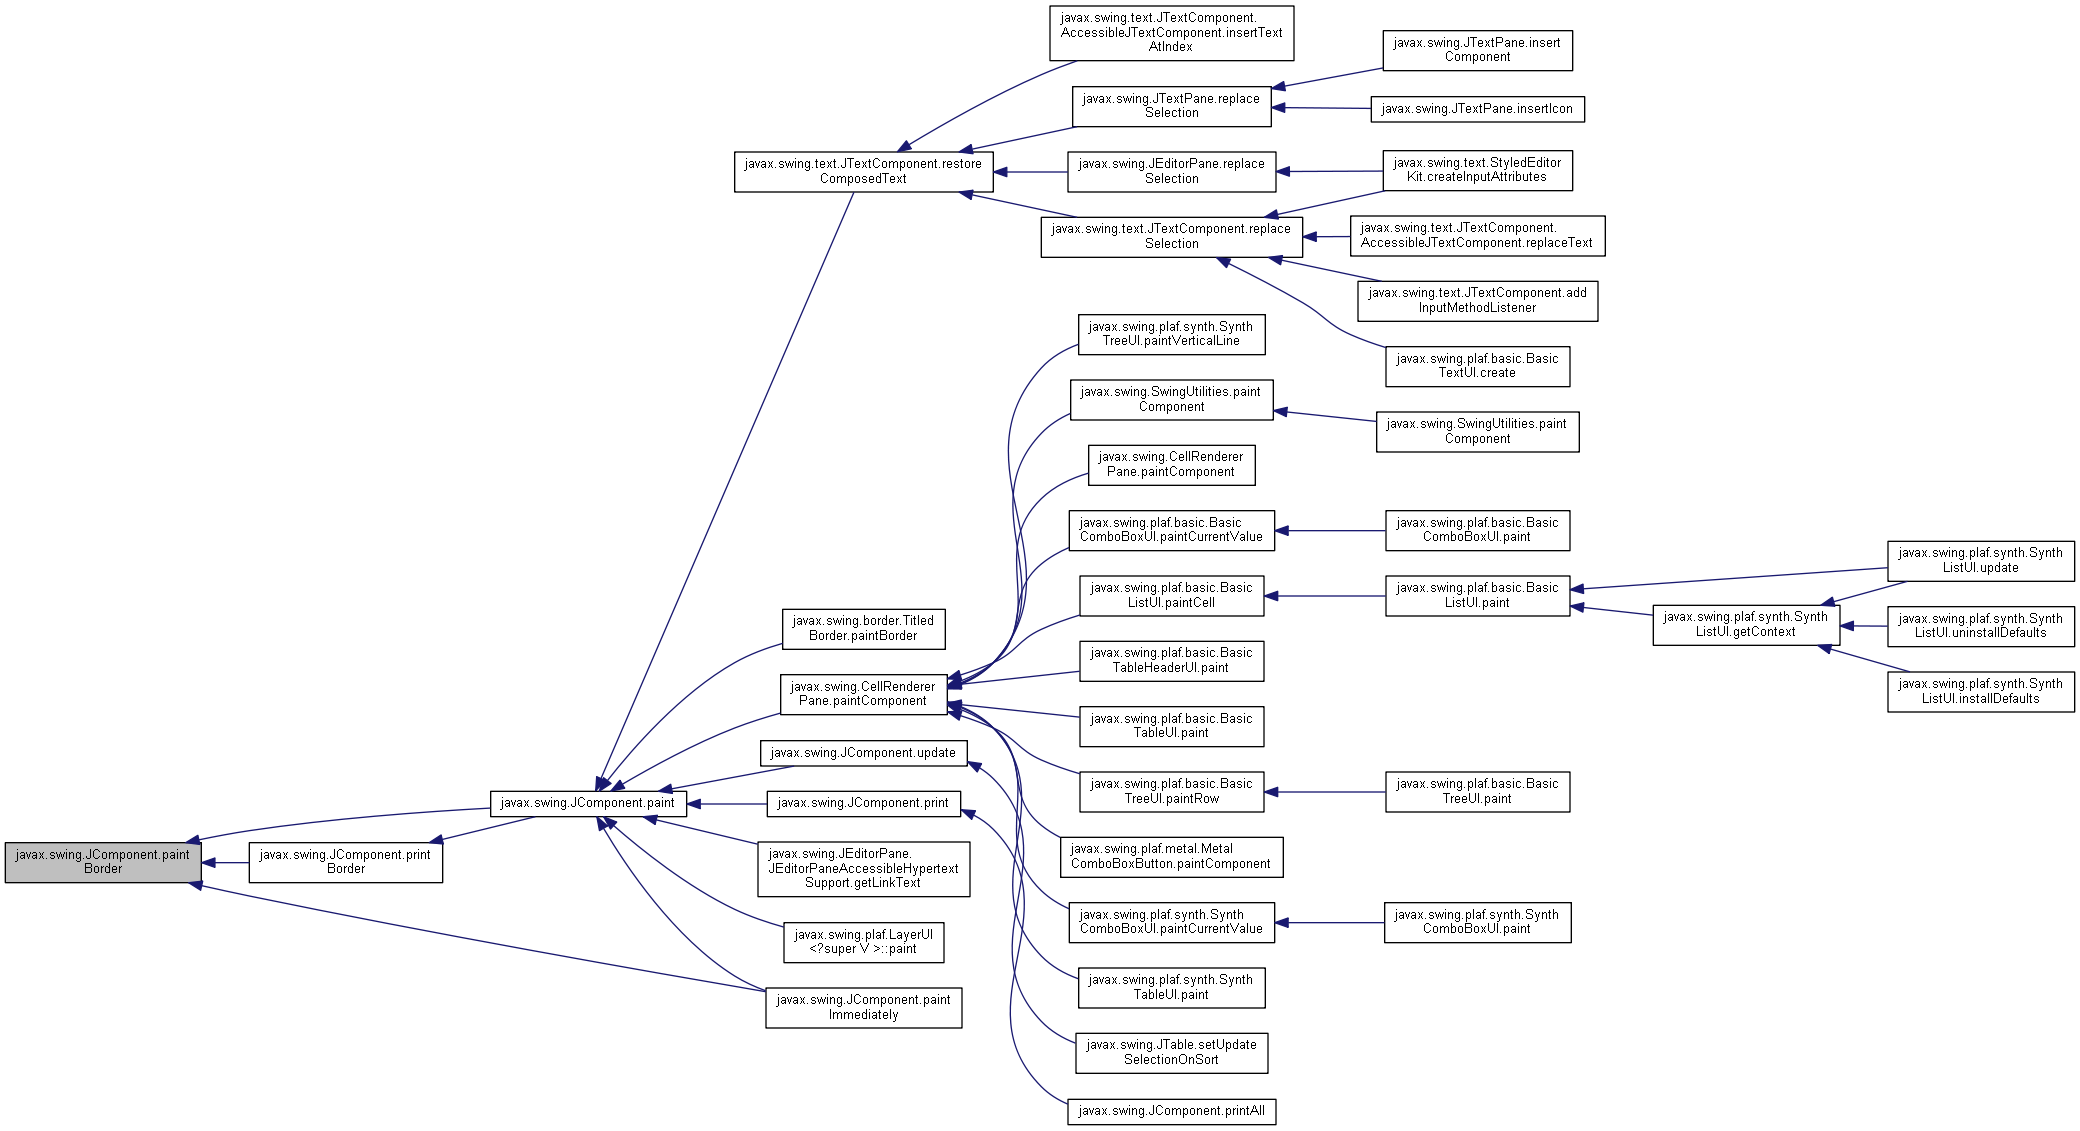 javax.swing.JComponent.paint
Border
javax.swing.JComponent.print
Border
javax.swing.JComponent.paint
javax.swing.text.JTextComponent.restore
ComposedText
javax.swing.border.Titled
Border.paintBorder
javax.swing.CellRenderer
Pane.paintComponent
javax.swing.JComponent.update
javax.swing.JComponent.print
javax.swing.JEditorPane.
JEditorPaneAccessibleHypertext
Support.getLinkText
javax.swing.plaf.LayerUI
<?super V >::paint
javax.swing.JComponent.paint
Immediately
javax.swing.text.JTextComponent.
AccessibleJTextComponent.insertText
AtIndex
javax.swing.JTextPane.replace
Selection
javax.swing.JEditorPane.replace
Selection
javax.swing.text.JTextComponent.replace
Selection
javax.swing.plaf.synth.Synth
TreeUI.paintVerticalLine
javax.swing.SwingUtilities.paint
Component
javax.swing.CellRenderer
Pane.paintComponent
javax.swing.plaf.basic.Basic
ComboBoxUI.paintCurrentValue
javax.swing.plaf.basic.Basic
ListUI.paintCell
javax.swing.plaf.basic.Basic
TableHeaderUI.paint
javax.swing.plaf.basic.Basic
TableUI.paint
javax.swing.plaf.basic.Basic
TreeUI.paintRow
javax.swing.plaf.metal.Metal
ComboBoxButton.paintComponent
javax.swing.plaf.synth.Synth
ComboBoxUI.paintCurrentValue
javax.swing.plaf.synth.Synth
TableUI.paint
javax.swing.JTable.setUpdate
SelectionOnSort
javax.swing.JComponent.printAll
javax.swing.JTextPane.insert
Component
javax.swing.JTextPane.insertIcon
javax.swing.text.StyledEditor
Kit.createInputAttributes
javax.swing.text.JTextComponent.
AccessibleJTextComponent.replaceText
javax.swing.text.JTextComponent.add
InputMethodListener
javax.swing.plaf.basic.Basic
TextUI.create
javax.swing.SwingUtilities.paint
Component
javax.swing.plaf.basic.Basic
ComboBoxUI.paint
javax.swing.plaf.basic.Basic
ListUI.paint
javax.swing.plaf.basic.Basic
TreeUI.paint
javax.swing.plaf.synth.Synth
ComboBoxUI.paint
javax.swing.plaf.synth.Synth
ListUI.getContext
javax.swing.plaf.synth.Synth
ListUI.update
javax.swing.plaf.synth.Synth
ListUI.uninstallDefaults
javax.swing.plaf.synth.Synth
ListUI.installDefaults